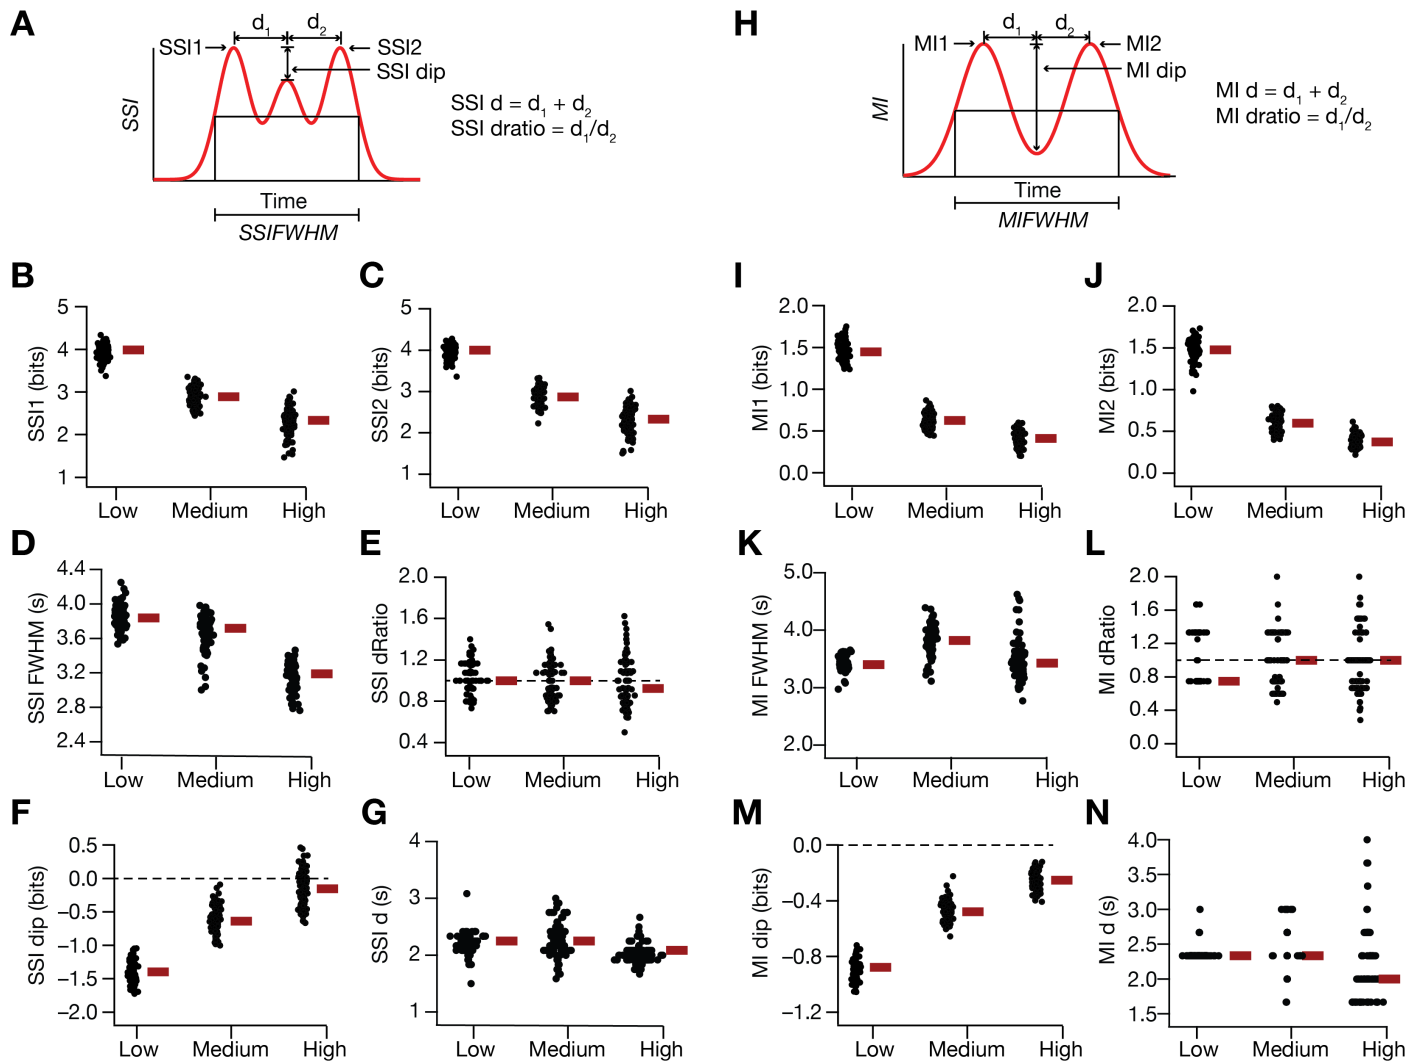 A
d1 d2
SSI1
SSI2
SSI dip
SSI
SSI d = d1 + d2
SSI dratio = d1/d2
Time
SSIFWHM
H
d1 d2
MI1
MI2
MI dip
MI
MI d = d1 + d2
MI dratio = d1/d2
Time
MIFWHM
B
SSI1 (bits)
5
4
3
2
1
Low Medium High
C
SSI2 (bits)
5
4
3
2
1
Low Medium High
I
MI1 (bits)
2.0
1.5
1.0
0.5
0.0
Low Medium High
J
MI2 (bits)
2.0
1.5
1.0
0.5
0.0
Low Medium High
D
SSI FWHM (s)
4.4
4.0
3.6
3.2
2.8
2.4
Low Medium High
E
SSI dRatio
2.0
1.6
1.2
0.8
0.4
Low Medium High
K
MI FWHM (s)
5.0
4.0
3.0
2.0
Low Medium High
L
MI dRatio
2.0
1.6
1.2
0.8
0.4
0.0
Low Medium High
F
SSI dip (bits)
0.5
0.0
−0.5
−1.0
−1.5
−2.0
Low Medium High
G
SSI d (s)
4
3
2
1
Low Medium High
M
MI dip (bits)
0.0
−0.4
−0.8
−1.2
Low Medium High
N
MI d (s)
4.0
3.0
2.5
2.0
1.5
Low Medium High